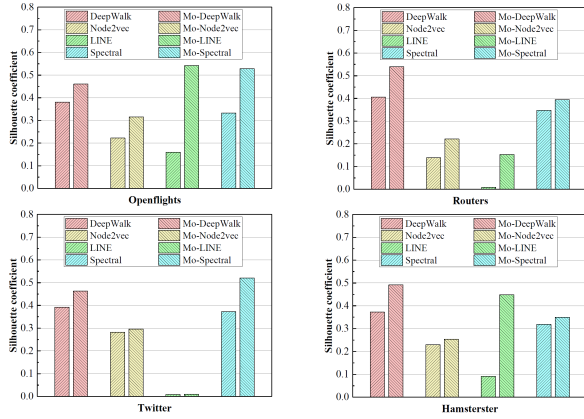 0.8
0.7
0.6
0.5
0.4
0.3
0.2
0.1
0.0
Silhouette coefficient
DeepWalk Mo-DeepWalk
Node2vec Mo-Node2vec
LINE Mo-LINE
Spectral Mo-Spectral
Openflights
0.8
0.7
0.6
0.5
0.4
0.3
0.2
0.1
0.0
Silhouette coefficient
DeepWalk Mo-DeepWalk
Node2vec Mo-Node2vec
LINE Mo-LINE
Spectral Mo-Spectral
Routers
0.8
0.7
0.6
0.5
0.4
0.3
0.2
0.1
0.0
Silhouette coefficient
DeepWalk Mo-DeepWalk
Node2vec Mo-Node2vec
LINE Mo-LINE
Spectral Mo-Spectral
Twitter
0.8
0.7
0.6
0.5
0.4
0.3
0.2
0.1
0.0
Silhouette coefficient
DeepWalk Mo-DeepWalk
Node2vec Mo-Node2vec
LINE Mo-LINE
Spectral Mo-Spectral
Hamsterster